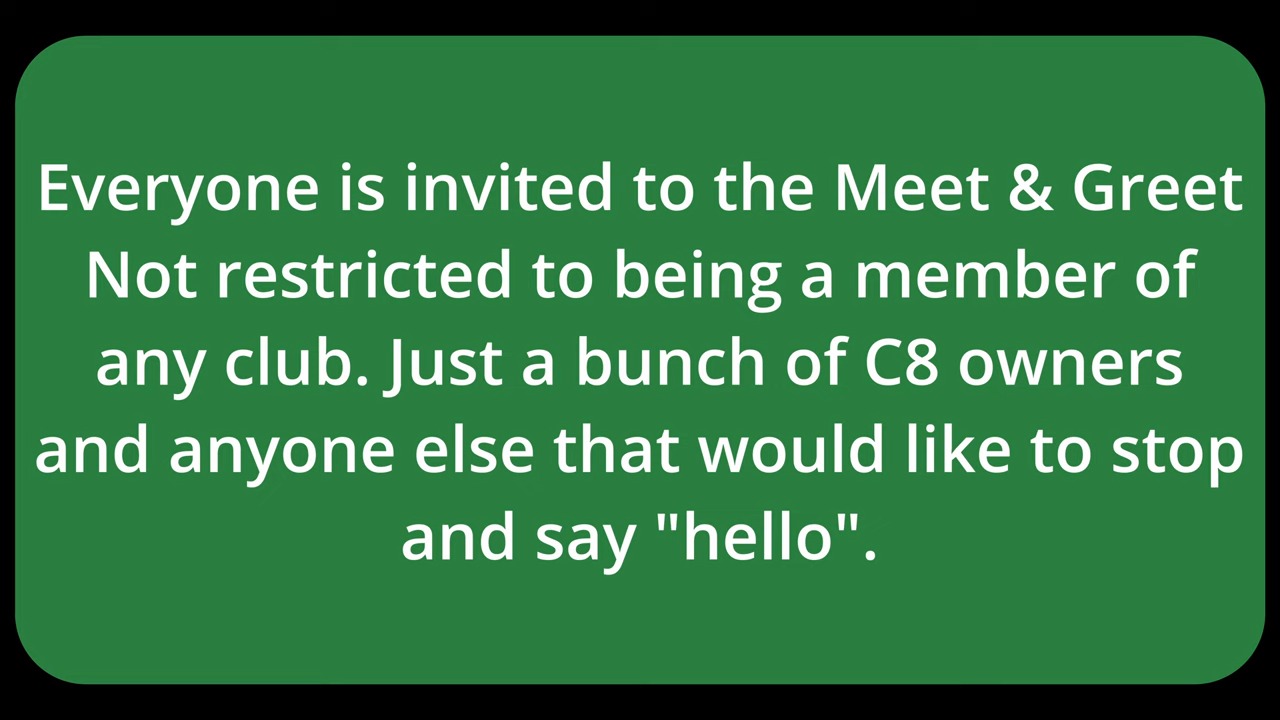 Everyone is invited to the Meet & Greet
Not restricted to being a member of
any club. Just a bunch of C8 owners
and anyone else that would like to stop
and say "hello".